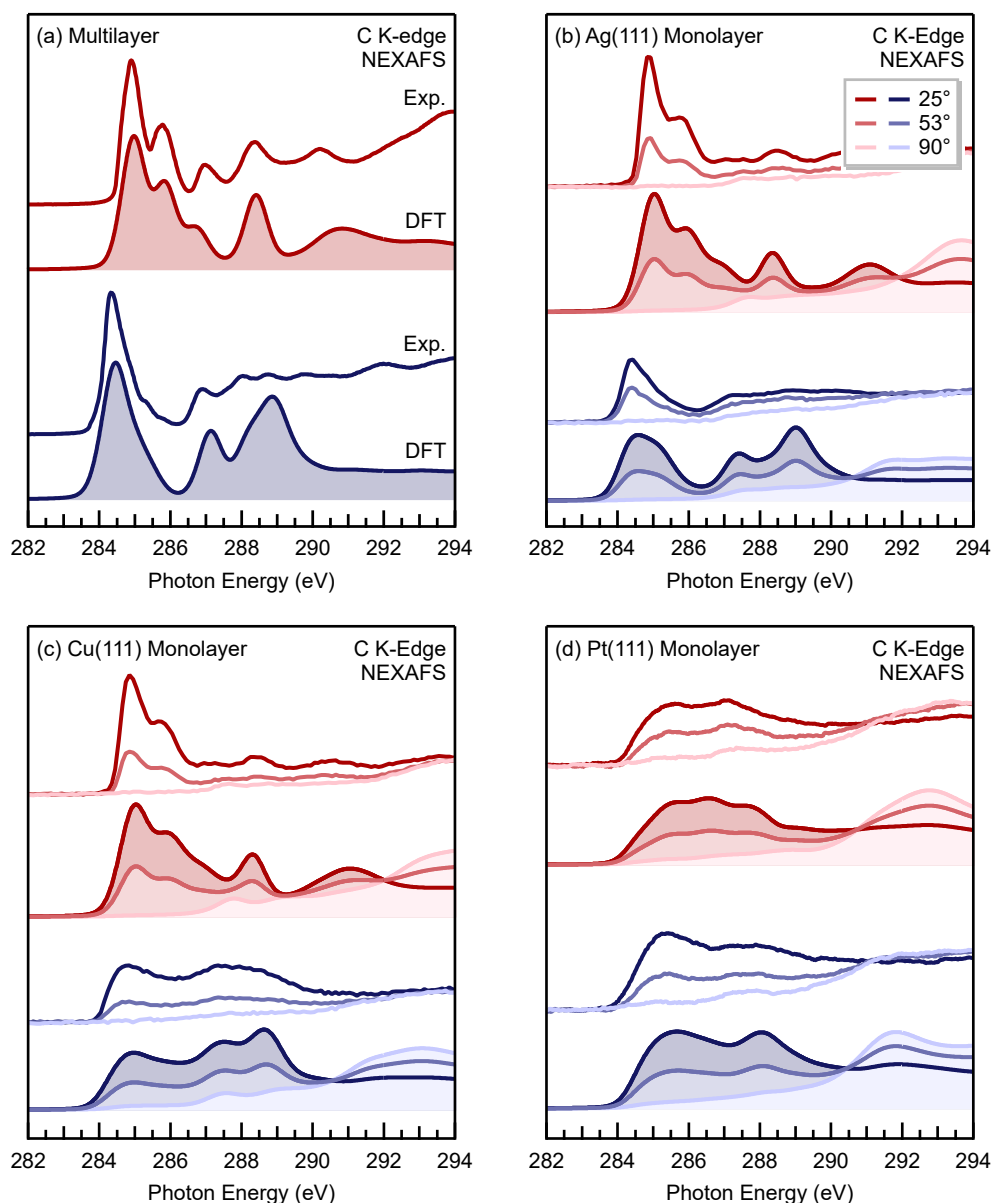 (a) Multilayer
C K-edge
NEXAFS
Exp.
DFT
Exp.
DFT
282 284 286 288 290 292 294
Photon Energy (eV)
(b) Ag(111) Monolayer
C K-Edge
NEXAFS
25°
53°
90°
282 284 286 288 290 292 294
Photon Energy (eV)
(c) Cu(111) Monolayer
C K-Edge
NEXAFS
282 284 286 288 290 292 294
Photon Energy (eV)
(d) Pt(111) Monolayer
C K-Edge
NEXAFS
282 284 286 288 290 292 294
Photon Energy (eV)